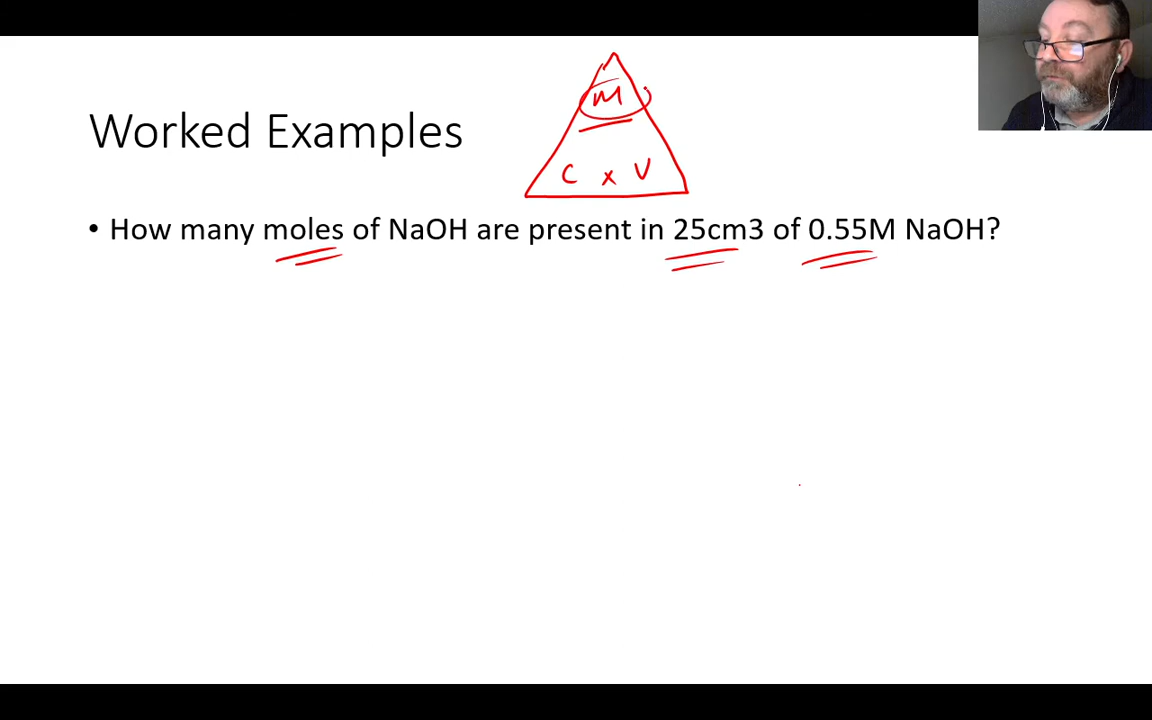 M
C x V
Worked Examples
• How many moles of NaOH are present in 25cm3 of 0.55M NaOH?